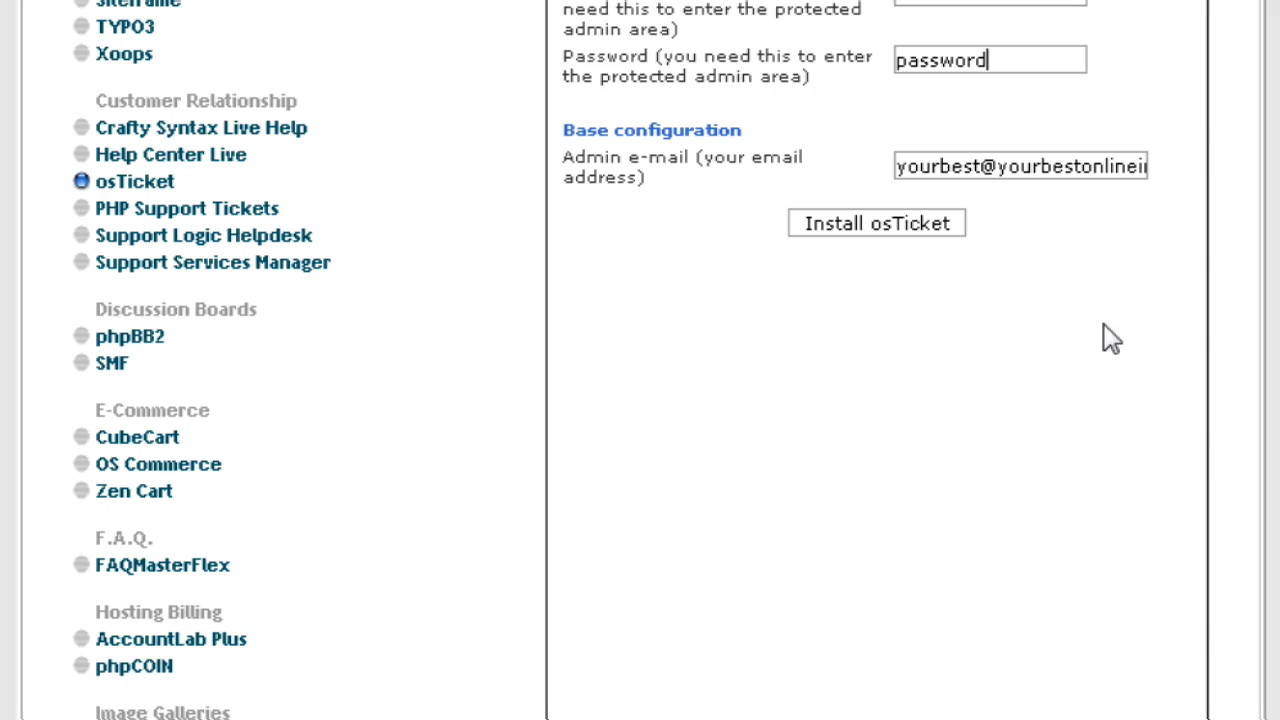 Siteframe
TYPO3
Xoops
Customer Relationship
Crafty Syntax Live Help
Help Center Live
osTicket
PHP Support Tickets
Support Logic Helpdesk
Support Services Manager
Discussion Boards
phpBB2
SMF
E-Commerce
CubeCart
OS Commerce
Zen Cart
F.A.Q.
FAQMasterFlex
Hosting Billing
AccountLab Plus
phpCOIN
Image Galleries
need this to enter the protected
admin area)
Password (you need this to enter
the protected admin area)
password
Base configuration
Admin e-mail (your email
address)
yourbest@yourbestonlinei
Install osTicket